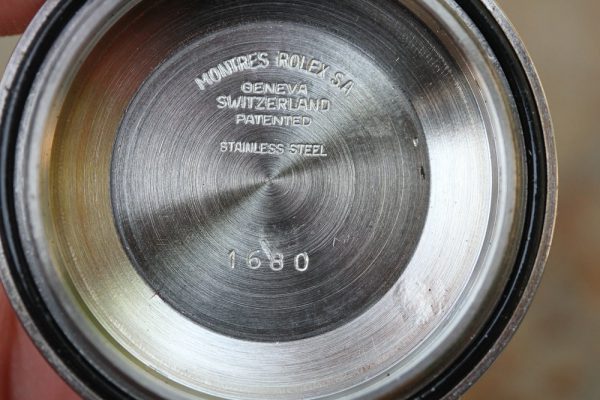 MONTRES ROLEX SA
GENEVA
SWITZERLAND
PATENTED
STAINLESS STEEL
1680